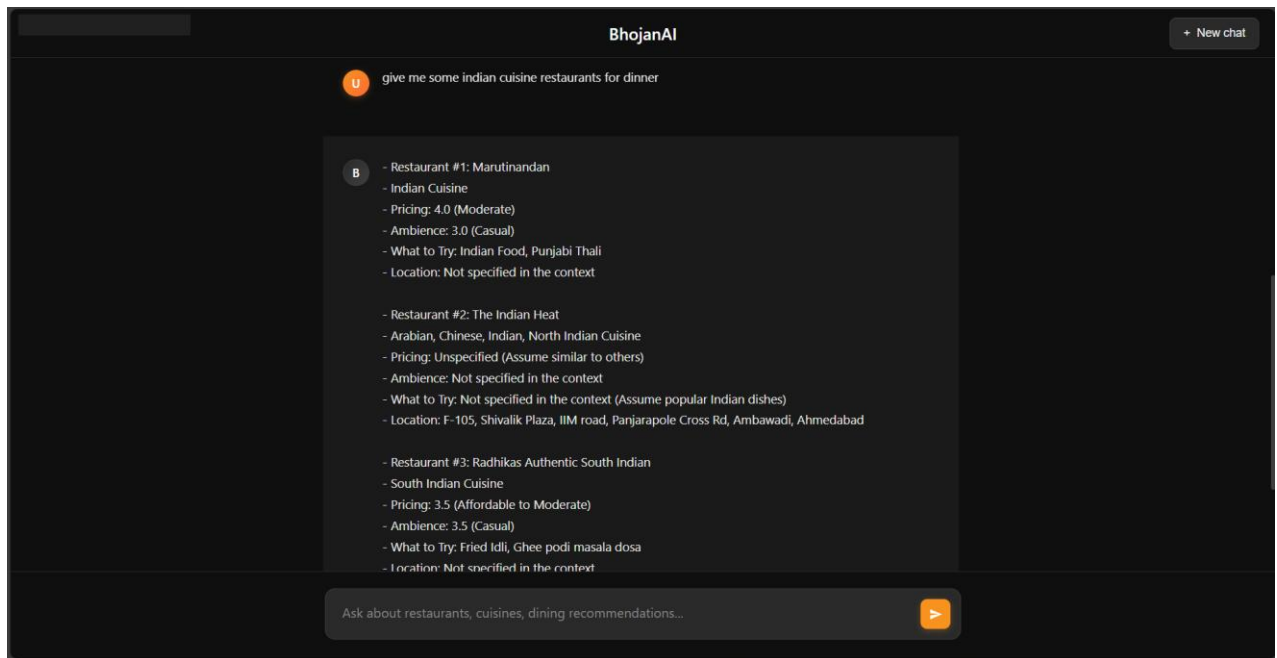 BhojanAI
+ New chat
U
give me some indian cuisine restaurants for dinner
B
- Restaurant #1: Marutinandan
- Indian Cuisine
- Pricing: 4.0 (Moderate)
- Ambience: 3.0 (Casual)
- What to Try: Indian Food, Punjabi Thali
- Location: Not specified in the context
- Restaurant #2: The Indian Heat
- Arabian, Chinese, Indian, North Indian Cuisine
- Pricing: Unspecified (Assume similar to others)
- Ambience: Not specified in the context
- What to Try: Not specified in the context (Assume popular Indian dishes)
- Location: F-105, Shivalik Plaza, IIM road, Panjarapole Cross Rd, Ambawadi, Ahmedabad
- Restaurant #3: Radhikas Authentic South Indian
- South Indian Cuisine
- Pricing: 3.5 (Affordable to Moderate)
- Ambience: 3.5 (Casual)
- What to Try: Fried Idli, Ghee podi masala dosa
- Location: Not specified in the context
Ask about restaurants, cuisines, dining recommendations...